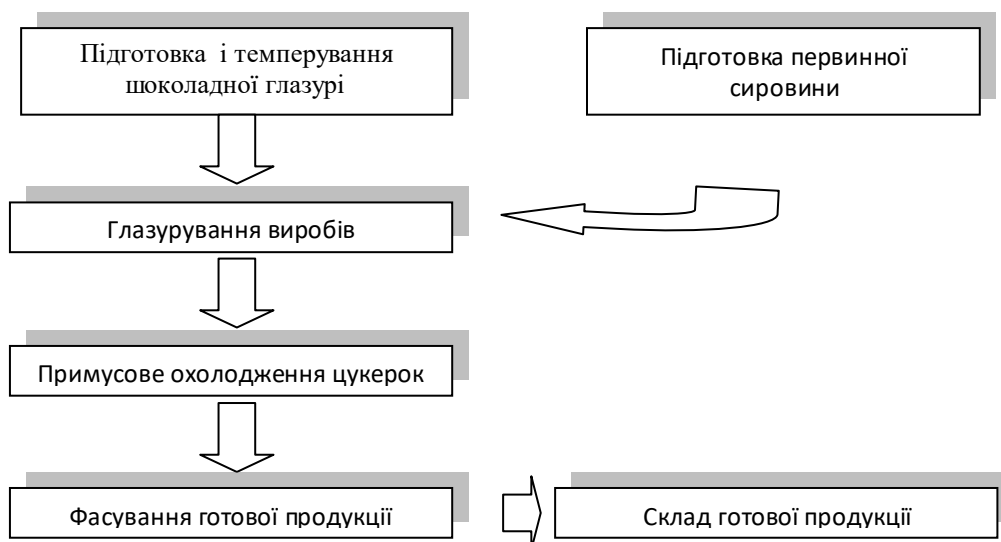 Підготовка і темперування
шоколадної глазурі
Підготовка первинної
сировини
Глазурування виробів
Примусове охолодження цукерок
Фасування готової продукції
Склад готової продукції